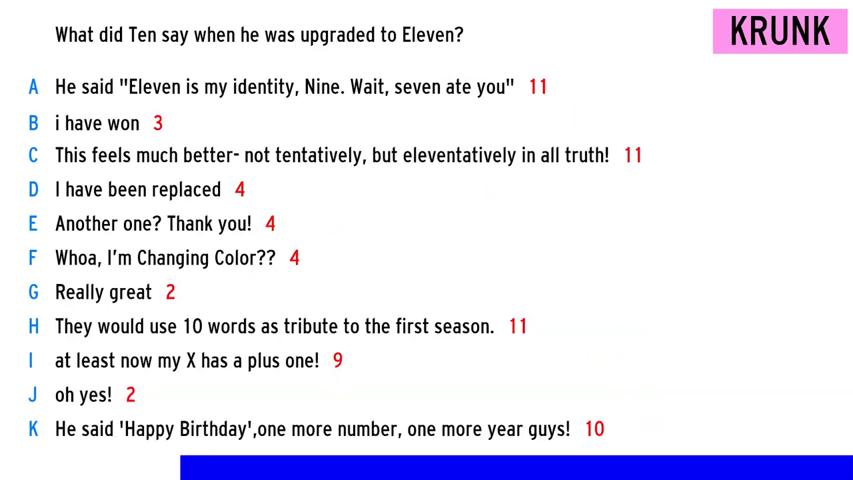 What did Ten say when he was upgraded to Eleven?
KRUNK
A He said "Eleven is my identity, Nine. Wait, seven ate you" 11
B i have won 3
C This feels much better- not tentatively, but eleventatively in all truth! 11
D I have been replaced 4
E Another one? Thank you! 4
F Whoa, I'm Changing Color?? 4
G Really great 2
H They would use 10 words as tribute to the first season. 11
I at least now my X has a plus one! 9
J oh yes! 2
K He said 'Happy Birthday',one more number, one more year guys! 10